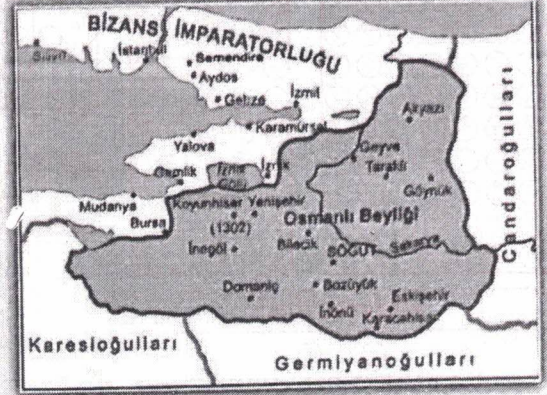 BİZANS İMPARATORLUĞU
İstanbul
Semendire
Aydos
Gebze
İzmit
Akyazı
Karamürsel
Yalova
Geyve
Taraklı
Gemlik
İznik Gölü
İznik
Göynük
Mudanya
Bursa
Koyunhisar Yenişehir
(1302)
Osmanlı Beyliği
Bilecik
Sakarya
İnegöl
SÖĞÜT
Domaniç
Bozüyük
İnönü
Eskişehir
Karacahisar
Candaroğulları
Karesioğulları
Germiyanoğulları